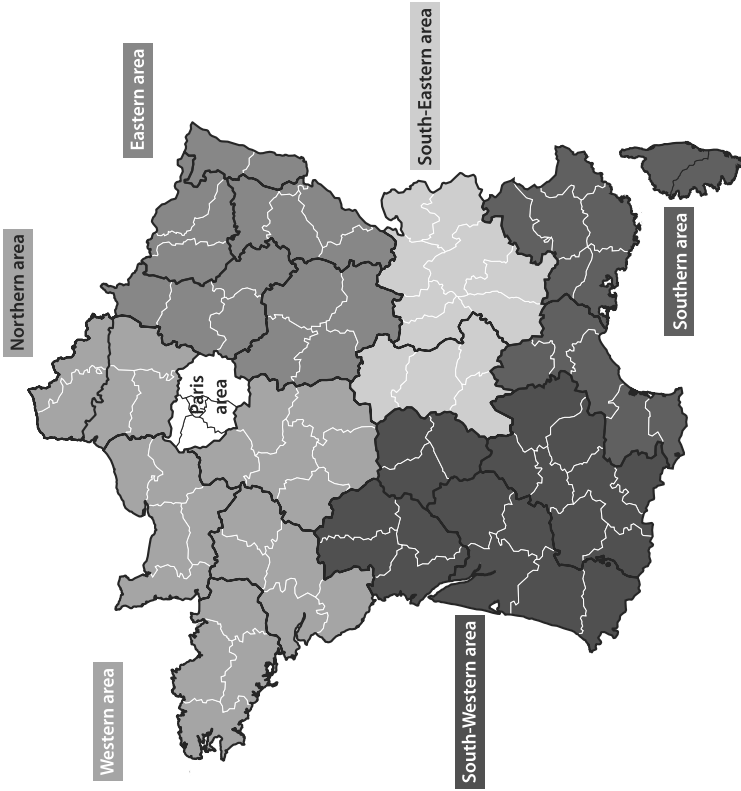 Northern area
Eastern area
South-Eastern area
Paris
area
Southern area
Western area
South-Western area